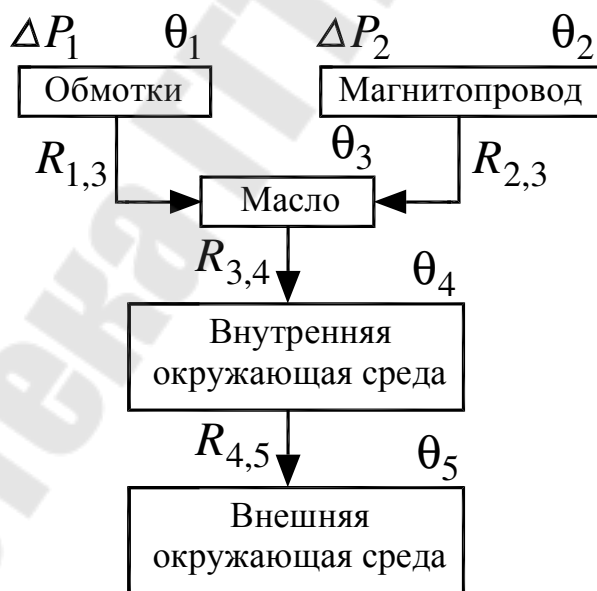 ΔP₁ θ₁ ΔP₂ θ₂
Обмотки Магнитопровод
R₁,₃ θ₃ R₂,₃
Масло
R₃,₄ θ₄
Внутренняя
окружающая среда
R₄,₅ θ₅
Внешняя
окружающая среда